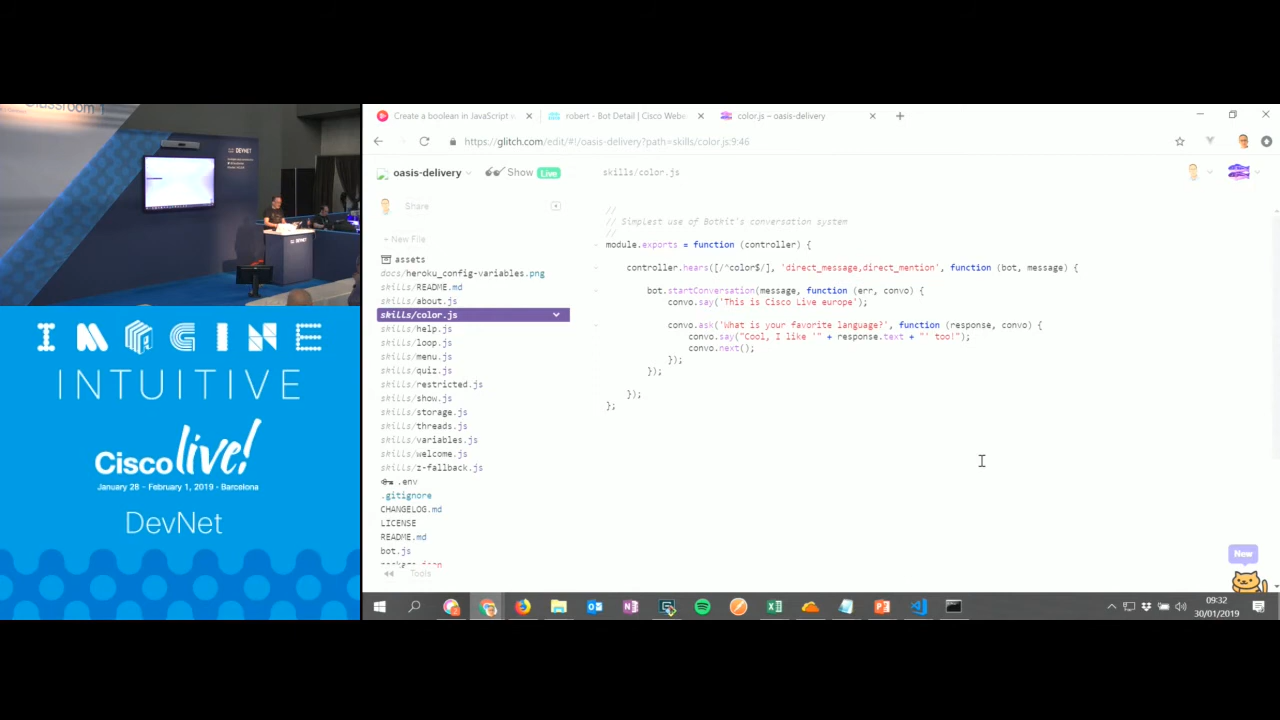 Classroom 1
DEVNET
IMAGINE
INTUITIVE
Cisco live!
January 28 - February 1, 2019 · Barcelona
DevNet
Create a boolean in JavaScript
robert - Bot Detail | Cisco Web
color.js – oasis-delivery
https://glitch.com/edit/#!/oasis-delivery?path=skills/color.js:9:46
oasis-delivery
Show
Live
skills/color.js
Share
+ New File
assets
docs/heroku_config-variables.png
skills/README.md
skills/about.js
skills/color.js
skills/help.js
skills/loop.js
skills/menu.js
skills/quiz.js
skills/restricted.js
skills/show.js
skills/storage.js
skills/threads.js
skills/variables.js
skills/welcome.js
skills/z-fallback.js
.env
.gitignore
CHANGELOG.md
LICENSE
README.md
bot.js
package.json
Tools
//
// Simplest use of Botkit's conversation system
//
module.exports = function (controller) {
controller.hears([/^color$/], 'direct_message,direct_mention', function (bot, message) {
bot.startConversation(message, function (err, convo) {
convo.say('This is Cisco Live europe');
convo.ask('What is your favorite language?', function (response, convo) {
convo.say("Cool, I like '" + response.text + "' too!");
convo.next();
});
});
});
};
New
09:32
30/01/2019